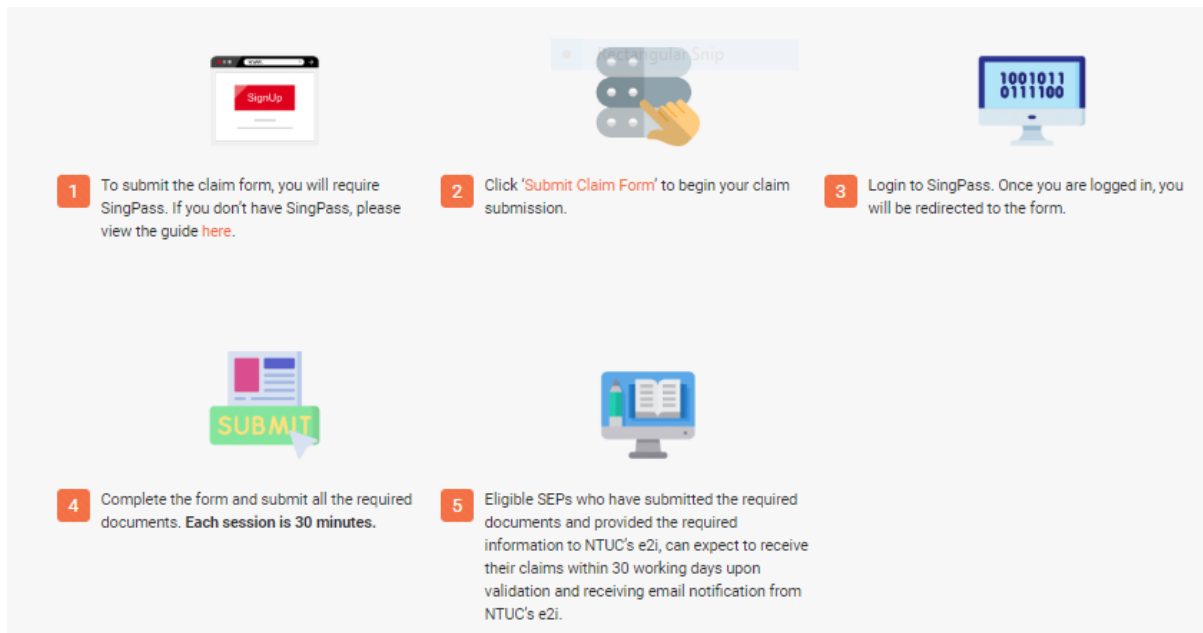 SignUp
Rectangular Snip
1001011
0111100
1
To submit the claim form, you will require
SingPass. If you don't have SingPass, please
view the guide here.
2
Click 'Submit Claim Form' to begin your claim
submission.
3
Login to SingPass. Once you are logged in, you
will be redirected to the form.
SUBMIT
4
Complete the form and submit all the required
documents. Each session is 30 minutes.
5
Eligible SEPs who have submitted the required
documents and provided the required
information to NTUC's e2i, can expect to receive
their claims within 30 working days upon
validation and receiving email notification from
NTUC's e2i.